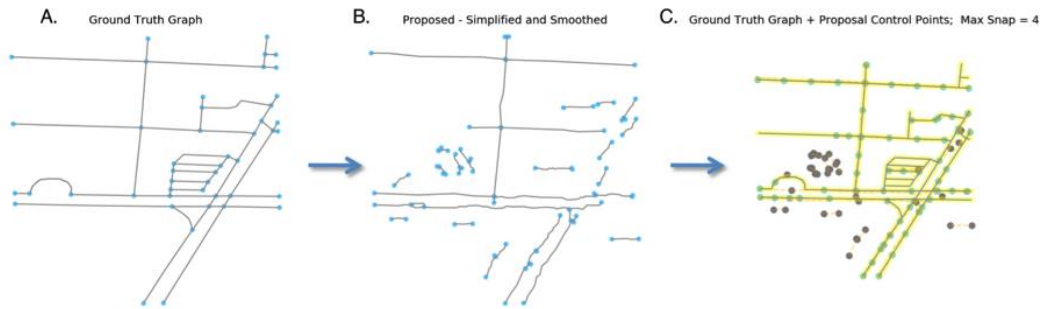 A. Ground Truth Graph
B. Proposed - Simplified and Smoothed
C. Ground Truth Graph + Proposal Control Points; Max Snap = 4